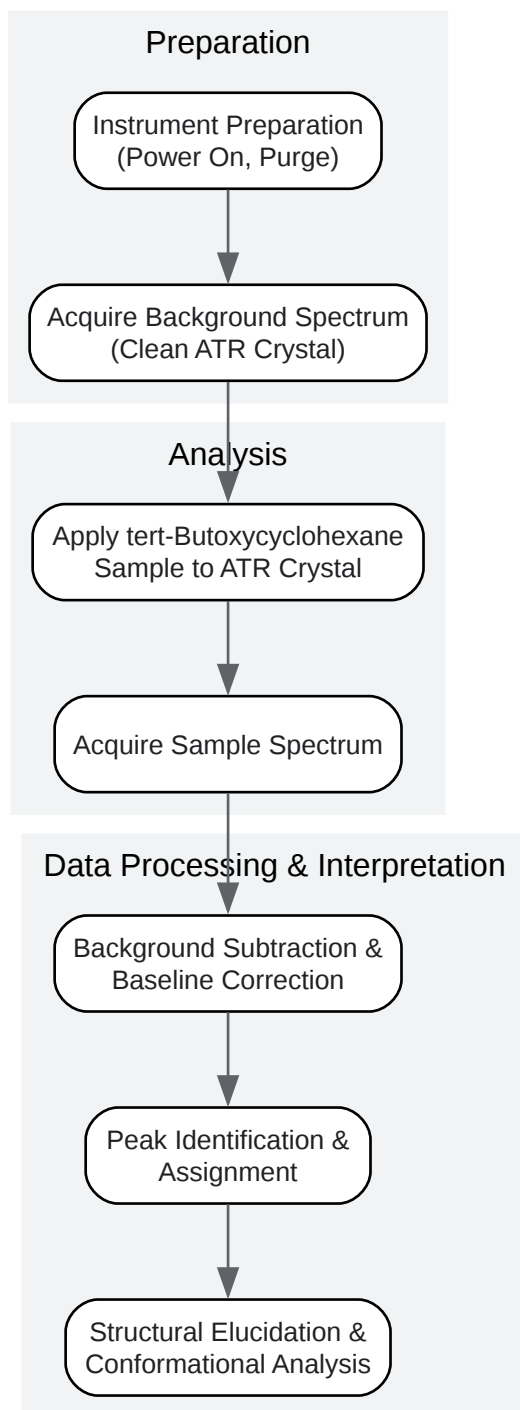 Preparation
Instrument Preparation
(Power On, Purge)
Acquire Background Spectrum
(Clean ATR Crystal)
Analysis
Apply tert-Butoxycyclohexane
Sample to ATR Crystal
Acquire Sample Spectrum
Data Processing & Interpretation
Background Subtraction &
Baseline Correction
Peak Identification &
Assignment
Structural Elucidation &
Conformational Analysis